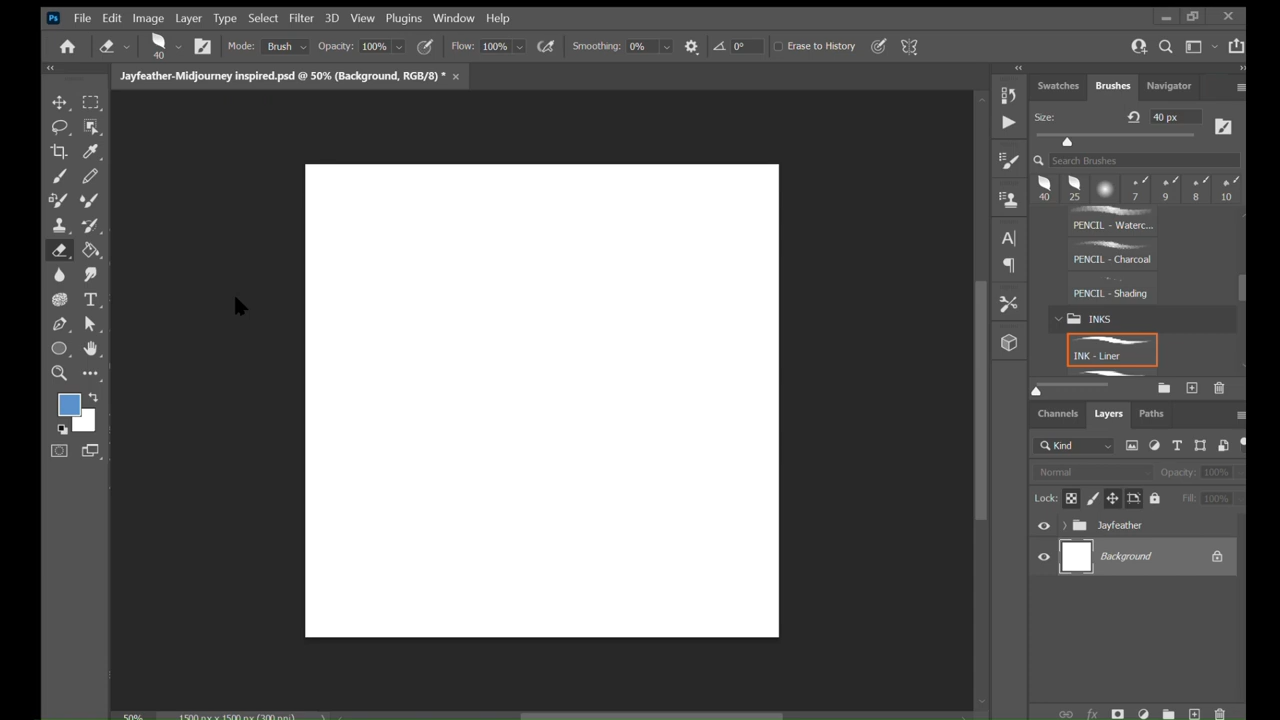 Ps File Edit Image Layer Type Select Filter 3D View Plugins Window Help
40 Mode: Brush Opacity: 100% Flow: 100% Smoothing: 0% 0° Erase to History
Jayfeather-Midjourney inspired.psd @ 50% (Background, RGB/8) *
Swatches Brushes Navigator
Size: 40 px
Search Brushes
40 25 7 9 8 10
PENCIL - Waterc...
PENCIL - Charcoal
PENCIL - Shading
INKS
INK - Liner
Channels Layers Paths
Kind
Normal Opacity: 100%
Lock: Fill: 100%
Jayfeather
Background
50% 1500 px x 1500 px (300 ppi)